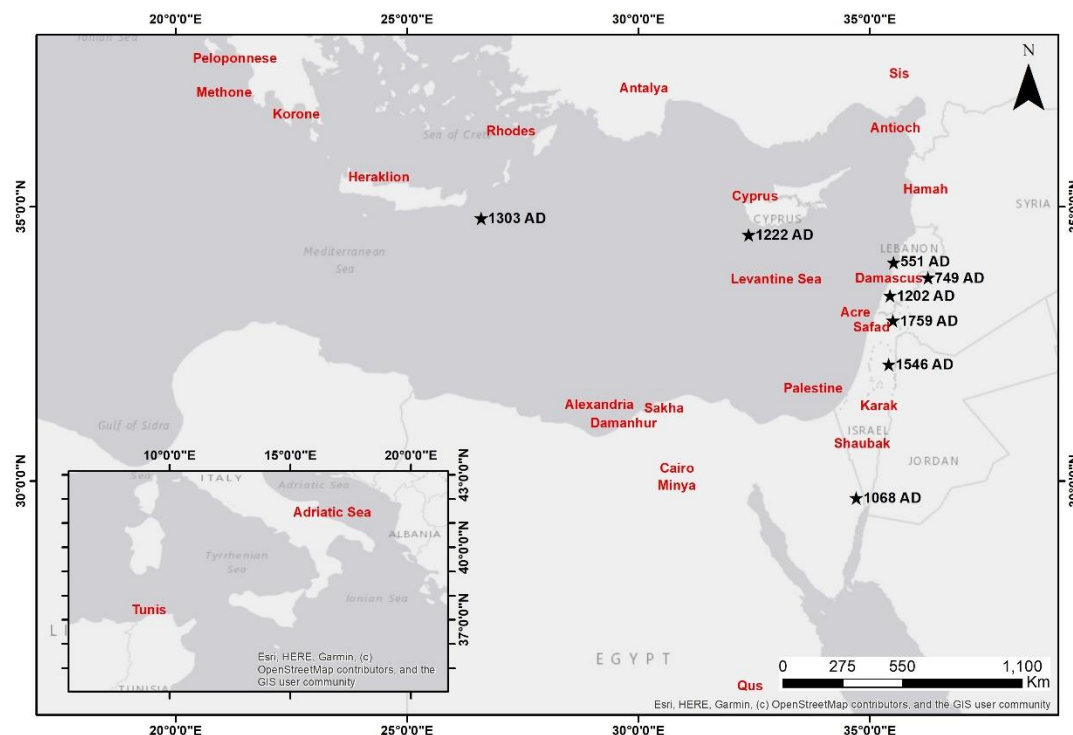 20°0'0"E 25°0'0"E 30°0'0"E 35°0'0"E
Ionian Sea
Peloponnese
Methone
Korone
Sea of Cret
Rhodes
Antalya
Sis
N
Antioch
Heraklion
Cyprus
CYPRUS
Hamah
SYRIA
35°0'0"N
1303 AD
1222 AD
Mediterranean
Sea
LEBANON
551 AD
Levantine Sea
Damascus
749 AD
1202 AD
Acre
1759 AD
Safad
1546 AD
Palestine
Karak
Alexandria
Sakha
Damanhur
ISRAEL
Shaubak
JORDAN
Gulf of Sidra
Cairo
Minya
30°0'0"N
1068 AD
10°0'0"E 15°0'0"E 20°0'0"E
Sea
ITALY
Adriatic Sea
Adriatic Sea
ALBANIA
Tyrrhenian
Sea
Ionian Sea
Tunis
TUNISIA
43°0'0"N
40°0'0"N
37°0'0"N
Esri, HERE, Garmin, (c)
OpenStreetMap contributors, and the
GIS user community
L
EGYPT
Qus
0 275 550 1,100
Km
Esri, HERE, Garmin, (c) OpenStreetMap contributors, and the GIS user community
20°0'0"E 25°0'0"E 30°0'0"E 35°0'0"E